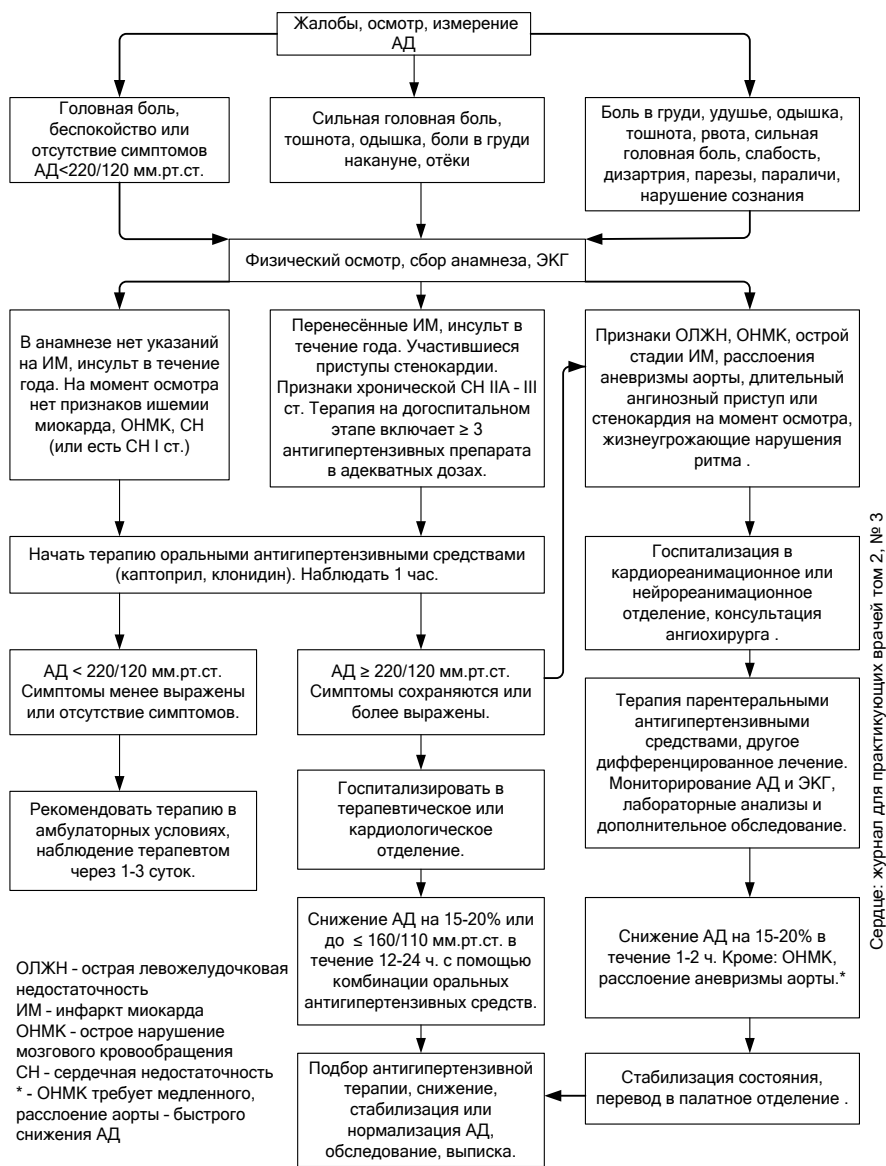 Жалобы, осмотр, измерение
АД
Головная боль,
беспокойство или
отсутствие симптомов
АД<220/120 мм.рт.ст.
Сильная головная боль,
тошнота, одышка, боли в груди
накануне, отёки
Боль в груди, удушье, одышка,
тошнота, рвота, сильная
головная боль, слабость,
дизартрия, парезы, параличи,
нарушение сознания
Физический осмотр, сбор анамнеза, ЭКГ
В анамнезе нет указаний
на ИМ, инсульт в течение
года. На момент осмотра
нет признаков ишемии
миокарда, ОНМК, СН
(или есть СН I ст.)
Перенесённые ИМ, инсульт в
течение года. Участившиеся
приступы стенокардии.
Признаки хронической СН IIA - III
ст. Терапия на догоспитальном
этапе включает ≥ 3
антигипертензивных препарата
в адекватных дозах.
Признаки ОЛЖН, ОНМК, острой
стадии ИМ, расслоения
аневризмы аорты, длительный
ангинозный приступ или
стенокардия на момент осмотра,
жизнеугрожающие нарушения
ритма .
Начать терапию оральными антигипертензивными средствами
(каптоприл, клонидин). Наблюдать 1 час.
Госпитализация в
кардиореанимационное или
нейрореанимационное
отделение, консультация
ангиохирурга .
АД < 220/120 мм.рт.ст.
Симптомы менее выражены
или отсутствие симптомов.
АД ≥ 220/120 мм.рт.ст.
Симптомы сохраняются или
более выражены.
Терапия парентеральными
антигипертензивными
средствами, другое
дифференцированное лечение.
Мониторирование АД и ЭКГ,
лабораторные анализы и
дополнительное обследование.
Рекомендовать терапию в
амбулаторных условиях,
наблюдение терапевтом
через 1-3 суток.
Госпитализировать в
терапевтическое или
кардиологическое
отделение.
Снижение АД на 15-20% или
до ≤ 160/110 мм.рт.ст. в
течение 12-24 ч. с помощью
комбинации оральных
антигипертензивных средств.
Снижение АД на 15-20% в
течение 1-2 ч. Кроме: ОНМК,
расслоение аневризмы аорты.*
ОЛЖН - острая левожелудочковая
недостаточность
ИМ - инфаркт миокарда
ОНМК - острое нарушение
мозгового кровообращения
СН - сердечная недостаточность
* - ОНМК требует медленного,
расслоение аорты - быстрого
снижения АД
Подбор антигипертензивной
терапии, снижение,
стабилизация или
нормализация АД,
обследование, выписка.
Стабилизация состояния,
перевод в палатное отделение .
Сердце: журнал для практикующих врачей том 2, № 3